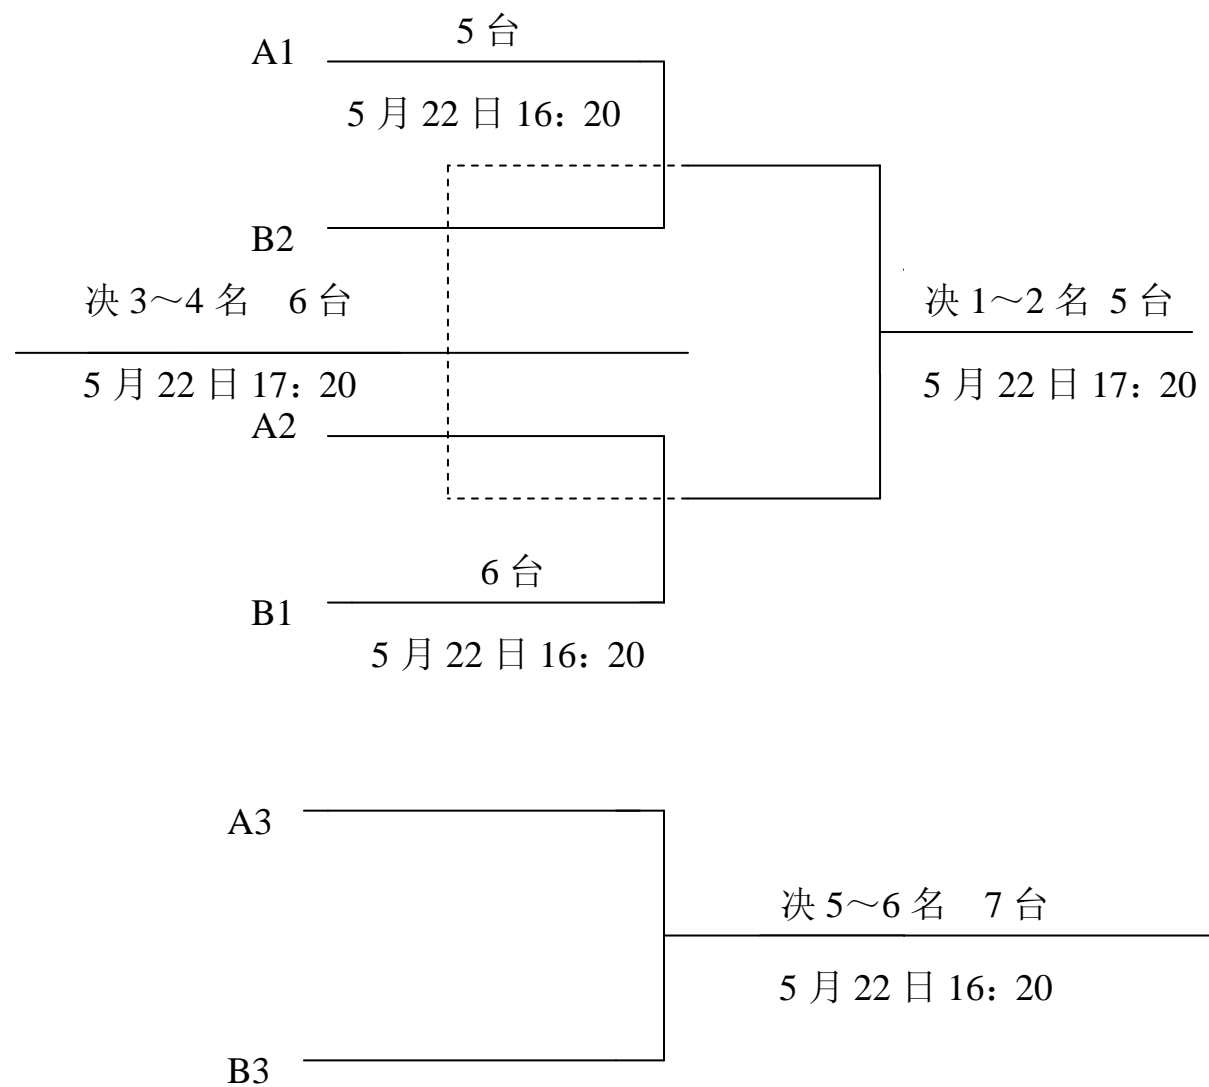 5 台
A1
5 月 22 日 16：20
B2
决 3～4 名 6 台
决 1～2 名 5 台
5 月 22 日 17：20
5 月 22 日 17：20
A2
6 台
B1
5 月 22 日 16：20
A3
决 5～6 名 7 台
5 月 22 日 16：20
B3